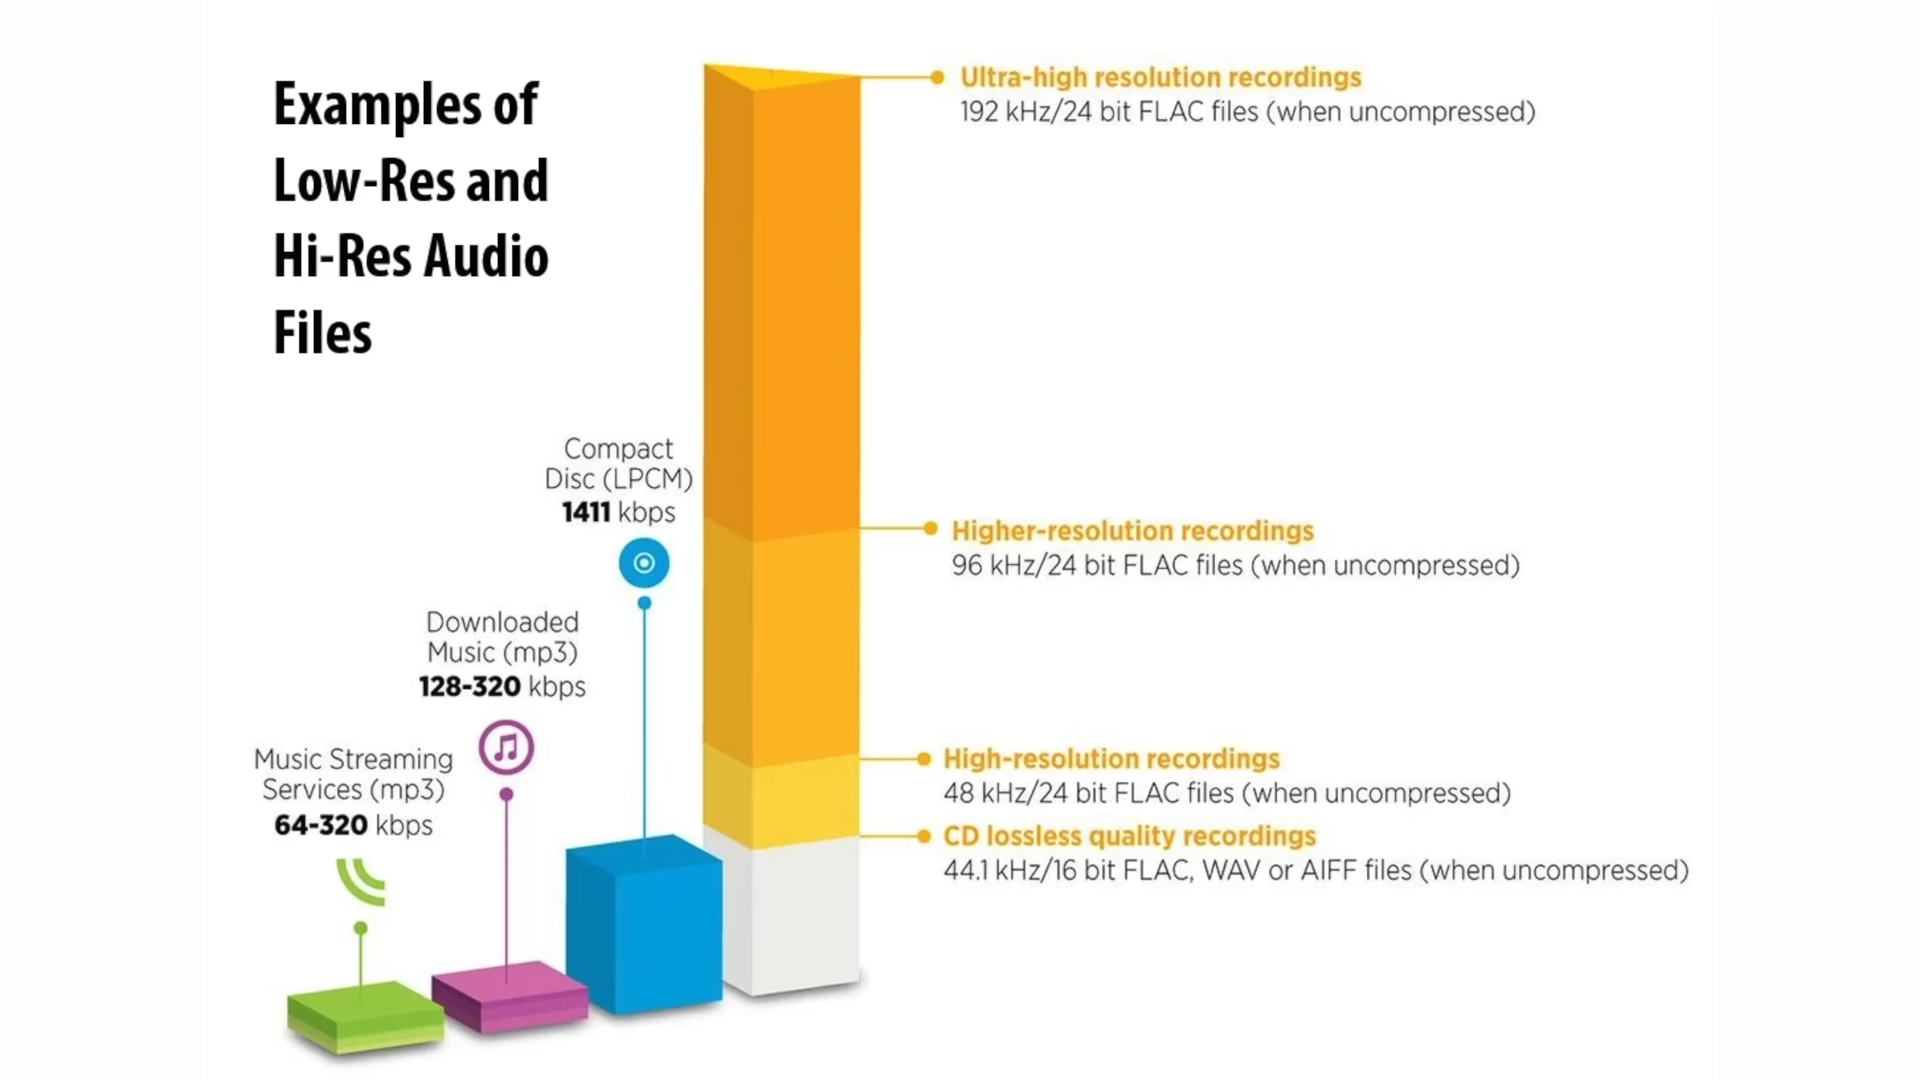 Examples of
Low-Res and
Hi-Res Audio
Files
Ultra-high resolution recordings
192 kHz/24 bit FLAC files (when uncompressed)
Compact
Disc (LPCM)
1411 kbps
Higher-resolution recordings
96 kHz/24 bit FLAC files (when uncompressed)
Downloaded
Music (mp3)
128-320 kbps
Music Streaming
Services (mp3)
64-320 kbps
High-resolution recordings
48 kHz/24 bit FLAC files (when uncompressed)
CD lossless quality recordings
44.1 kHz/16 bit FLAC, WAV or AIFF files (when uncompressed)